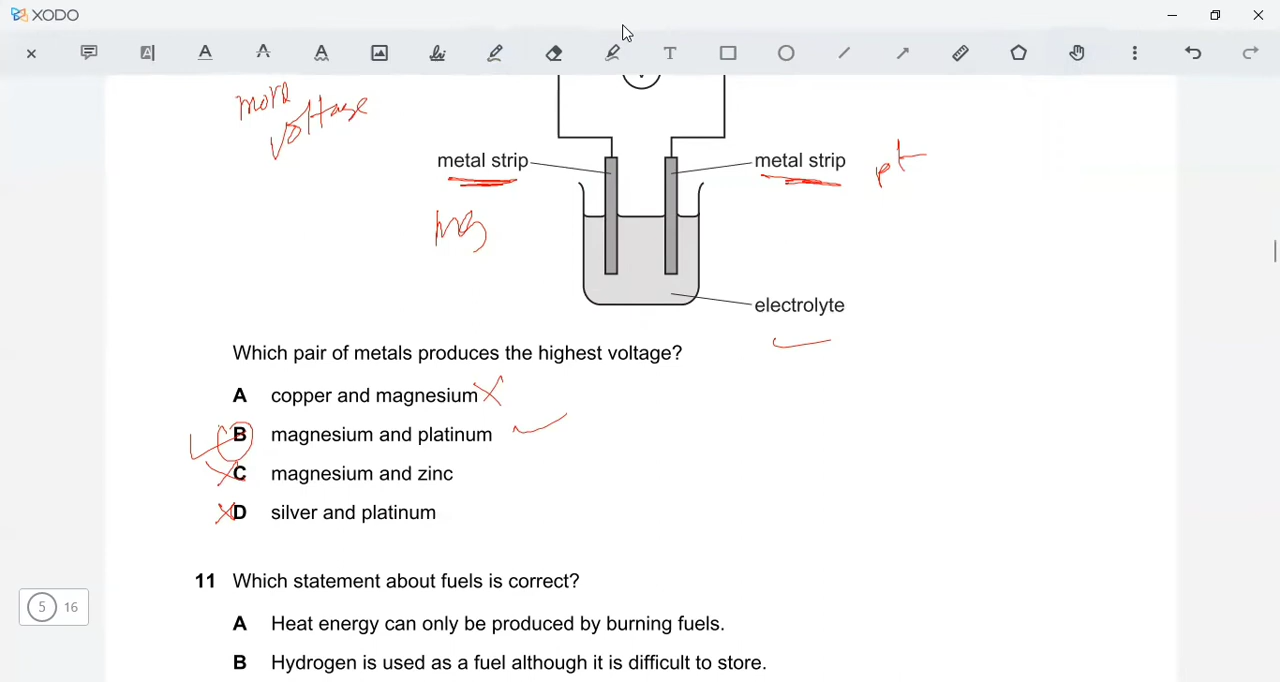 XODO
more
voltage
V
metal strip
metal strip
pt
Mg
electrolyte
Which pair of metals produces the highest voltage?
A copper and magnesium
B magnesium and platinum
C magnesium and zinc
D silver and platinum
11 Which statement about fuels is correct?
A Heat energy can only be produced by burning fuels.
B Hydrogen is used as a fuel although it is difficult to store.
5 16